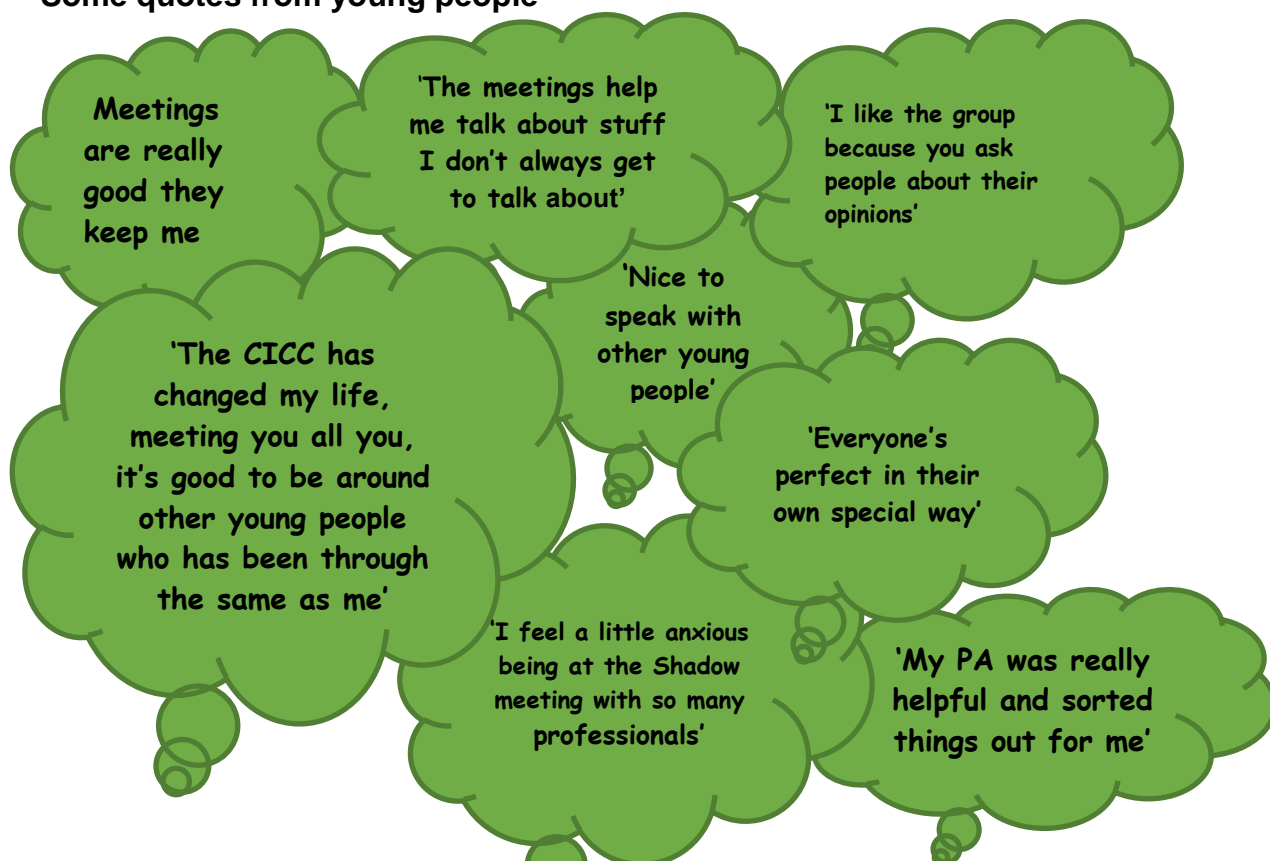 Some quotes from young people
Meetings
are really
good they
keep me
‘The meetings help
me talk about stuff
I don’t always get
to talk about’
‘I like the group
because you ask
people about their
opinions’
‘Nice to
speak with
other young
people’
‘The CICC has
changed my life,
meeting you all you,
it’s good to be around
other young people
who has been through
the same as me’
‘Everyone’s
perfect in their
own special way’
‘I feel a little anxious
being at the Shadow
meeting with so many
professionals’
‘My PA was really
helpful and sorted
things out for me’